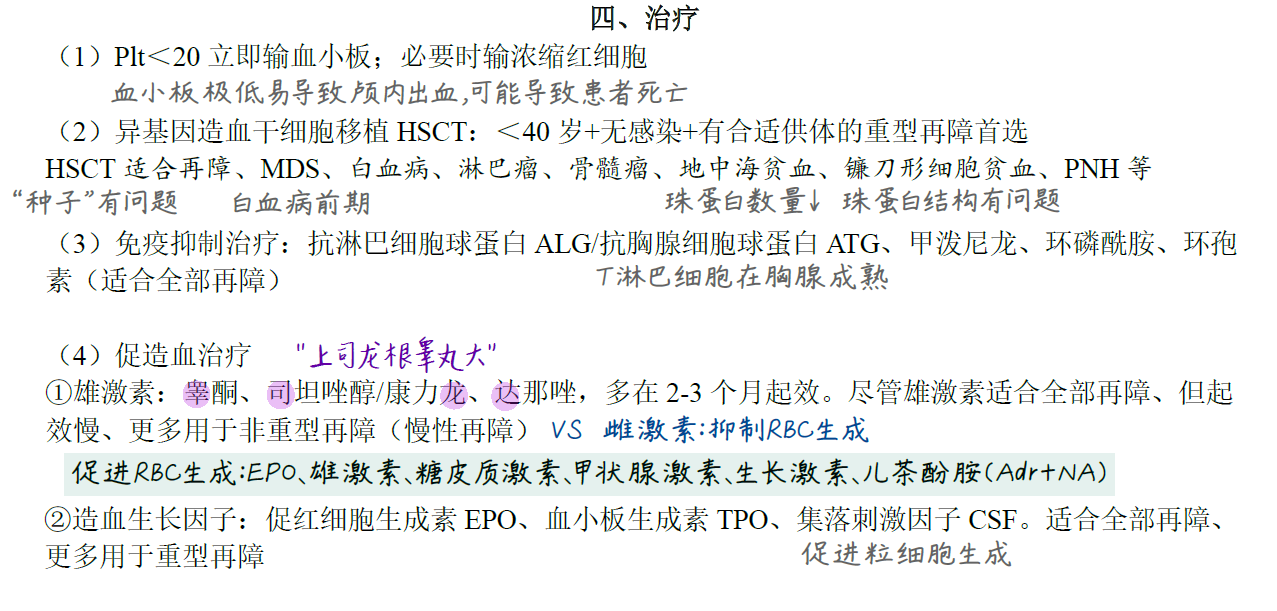 四、治疗
（1）Plt＜20 立即输血小板；必要时输浓缩红细胞
血小板极低易导致颅内出血,可能导致患者死亡
（2）异基因造血干细胞移植 HSCT：＜40 岁+无感染+有合适供体的重型再障首选
HSCT 适合再障、MDS、白血病、淋巴瘤、骨髓瘤、地中海贫血、镰刀形细胞贫血、PNH 等
“种子”有问题 白血病前期 珠蛋白数量↓ 珠蛋白结构有问题
（3）免疫抑制治疗：抗淋巴细胞球蛋白 ALG/抗胸腺细胞球蛋白 ATG、甲泼尼龙、环磷酰胺、环孢
素（适合全部再障） T淋巴细胞在胸腺成熟
（4）促造血治疗 "上司龙根睾丸大"
①雄激素：睾酮、司坦唑醇/康力龙、达那唑，多在 2-3 个月起效。尽管雄激素适合全部再障、但起
效慢、更多用于非重型再障（慢性再障） VS 雌激素:抑制RBC生成
促进RBC生成:EPO、雄激素、糖皮质激素、甲状腺激素、生长激素、儿茶酚胺(Adr+NA)
②造血生长因子：促红细胞生成素 EPO、血小板生成素 TPO、集落刺激因子 CSF。适合全部再障、
更多用于重型再障 促进粒细胞生成